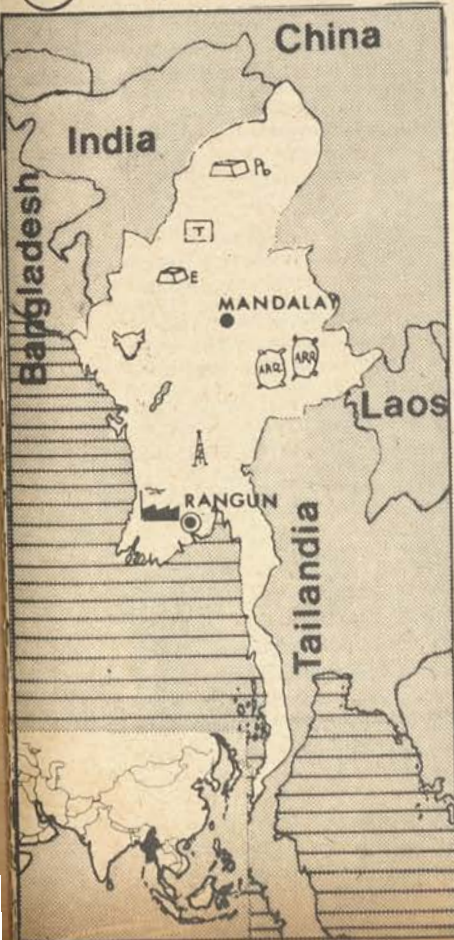 China
India
Bangladesh
Pb
T
E
MANDALAY
ARR
ARR
Laos
RANGUN
Tailandia